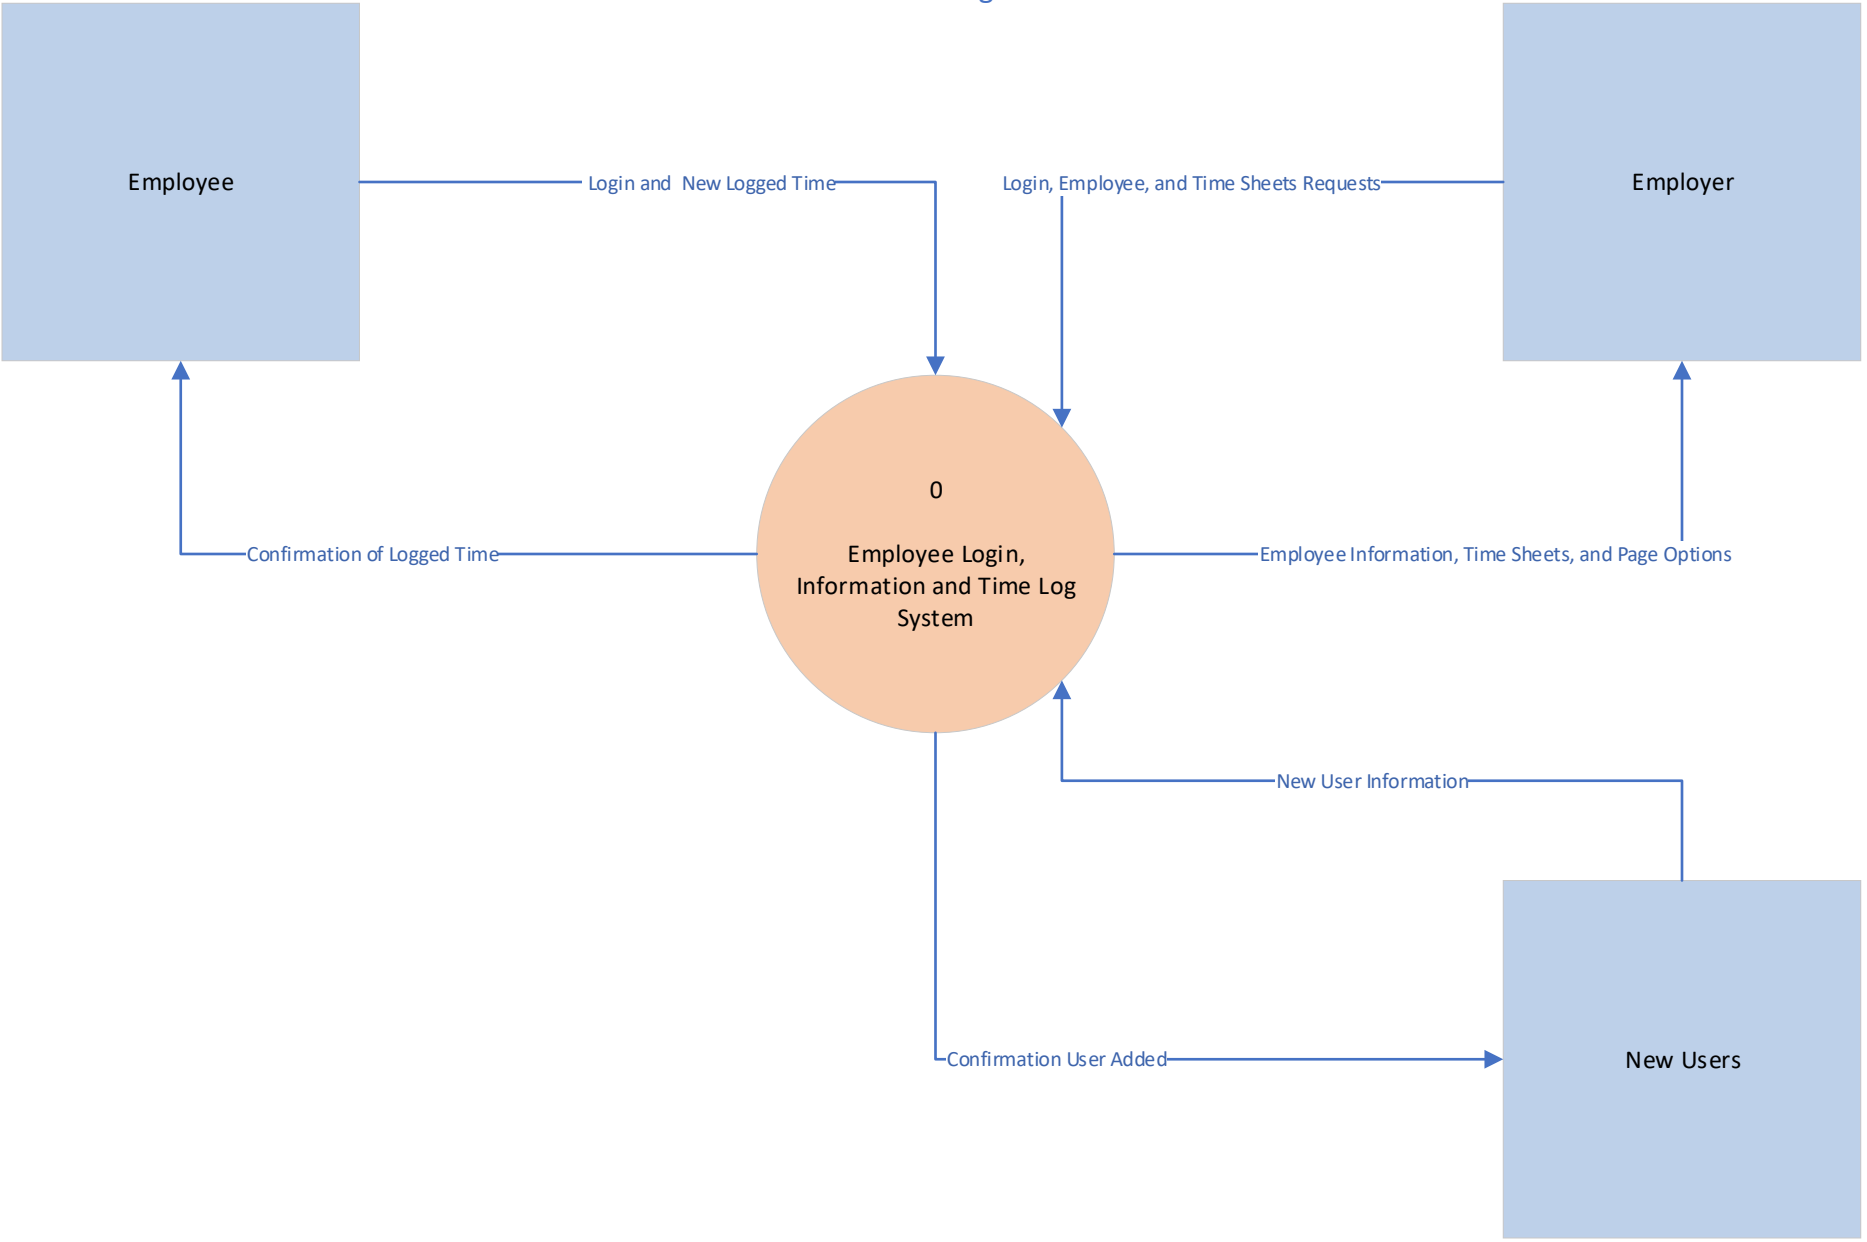 Employee
Login and New Logged Time
Login, Employee, and Time Sheets Requests
Employer
0
Employee Login,
Information and Time Log
System
Confirmation of Logged Time
Employee Information, Time Sheets, and Page Options
New User Information
Confirmation User Added
New Users